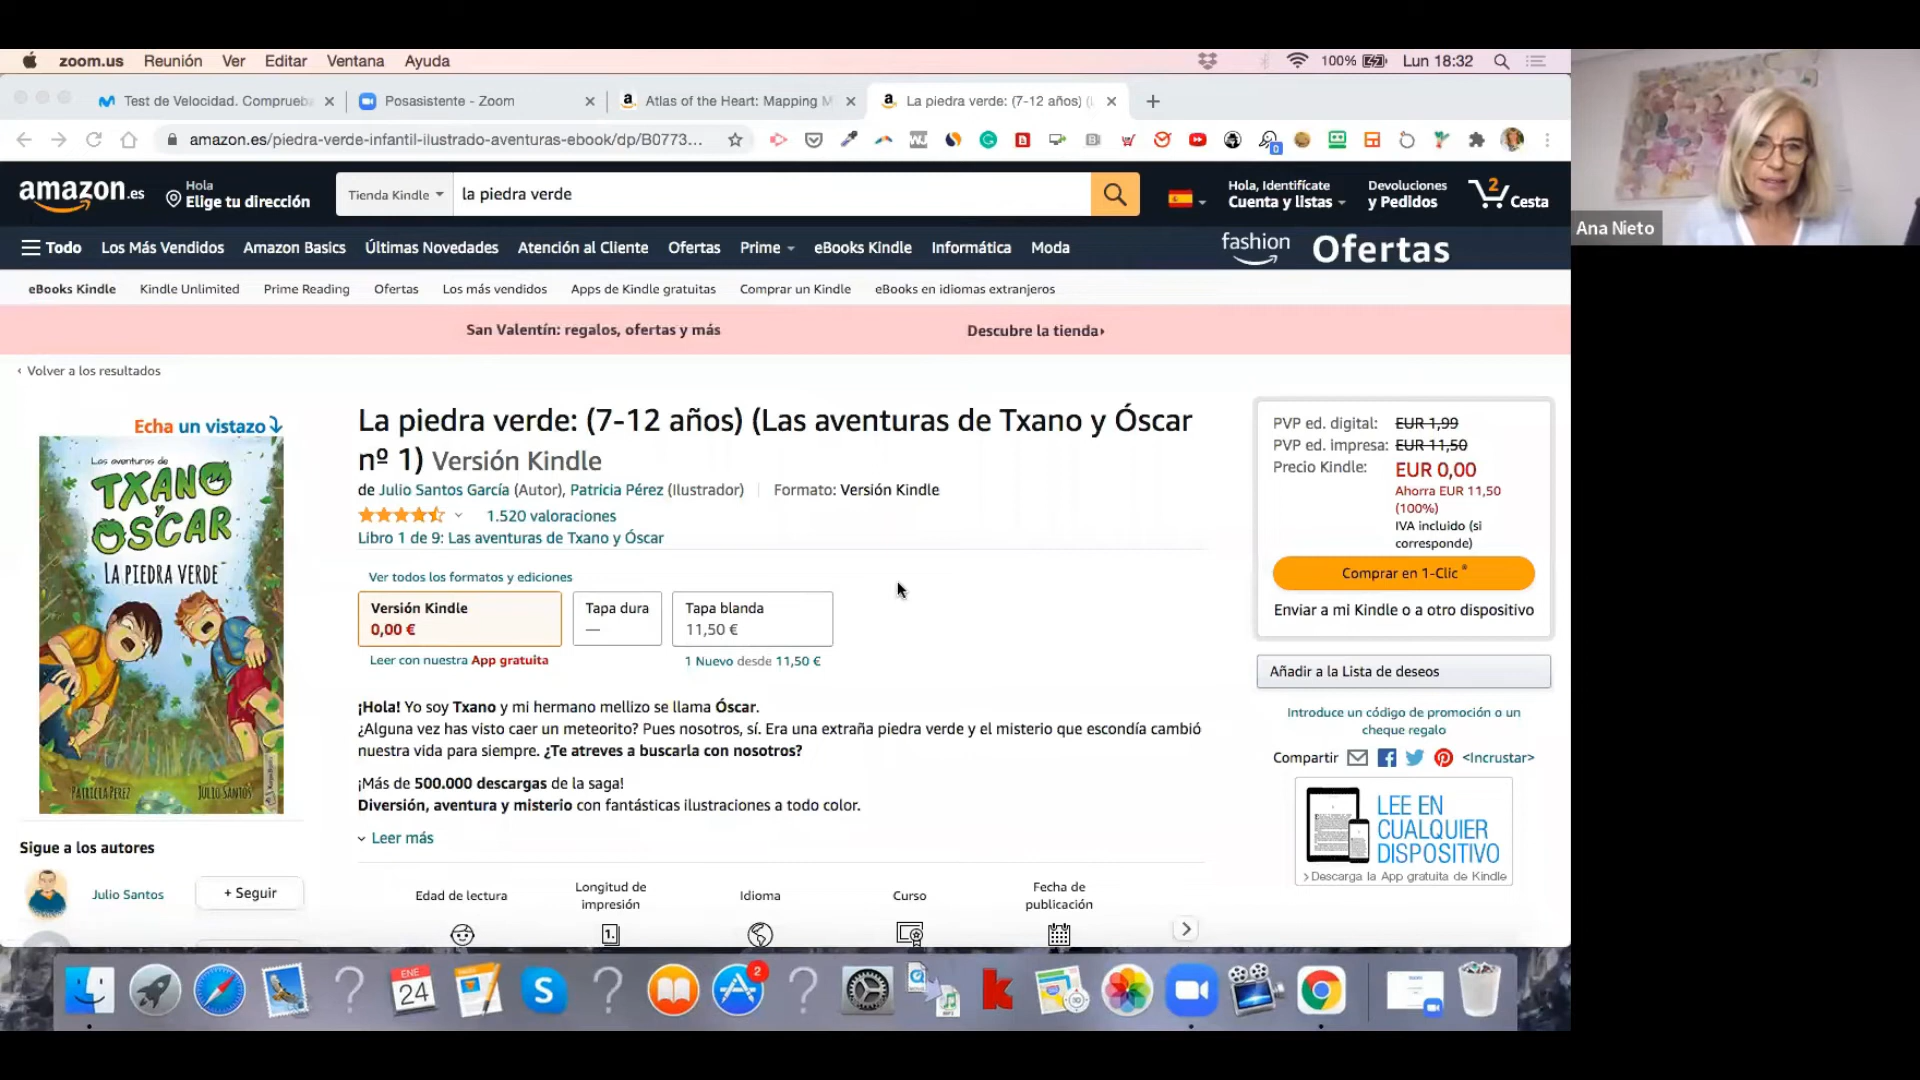 zoom.us Reunión Ver Editar Ventana Ayuda 100% Lun 18:32
Test de Velocidad. Comprueba Posasistente - Zoom Atlas of the Heart: Mapping M La piedra verde: (7-12 años) (L
amazon.es/piedra-verde-infantil-ilustrado-aventuras-ebook/dp/B0773...
amazon.es Hola Elige tu dirección Tienda Kindle la piedra verde Hola, Identifícate Cuenta y listas Devoluciones y Pedidos 2 Cesta
Todo Los Más Vendidos Amazon Basics Últimas Novedades Atención al Cliente Ofertas Prime eBooks Kindle Informática Moda fashion Ofertas
eBooks Kindle Kindle Unlimited Prime Reading Ofertas Los más vendidos Apps de Kindle gratuitas Comprar un Kindle eBooks en idiomas extranjeros
San Valentín: regalos, ofertas y más Descubre la tienda
Ana Nieto
‹ Volver a los resultados
Echa un vistazo
Las aventuras de
TXANO
y
ÓSCAR
LA PIEDRA VERDE
PATRICIA PÉREZ JULIO SANTOS
La piedra verde: (7-12 años) (Las aventuras de Txano y Óscar
nº 1) Versión Kindle
de Julio Santos García (Autor), Patricia Pérez (Ilustrador) Formato: Versión Kindle
1.520 valoraciones
Libro 1 de 9: Las aventuras de Txano y Óscar
Ver todos los formatos y ediciones
Versión Kindle Tapa dura Tapa blanda
0,00 € — 11,50 €
Leer con nuestra App gratuita 1 Nuevo desde 11,50 €
¡Hola! Yo soy Txano y mi hermano mellizo se llama Óscar.
¿Alguna vez has visto caer un meteorito? Pues nosotros, sí. Era una extraña piedra verde y el misterio que escondía cambió
nuestra vida para siempre. ¿Te atreves a buscarla con nosotros?
¡Más de 500.000 descargas de la saga!
Diversión, aventura y misterio con fantásticas ilustraciones a todo color.
Leer más
Edad de lectura Longitud de impresión Idioma Curso Fecha de publicación
1.
PVP ed. digital: EUR 1,99
PVP ed. impresa: EUR 11,50
Precio Kindle: EUR 0,00
Ahorra EUR 11,50
(100%)
IVA incluido (si
corresponde)
Comprar en 1-Clic®
Enviar a mi Kindle o a otro dispositivo
Añadir a la Lista de deseos
Introduce un código de promoción o un
cheque regalo
Compartir <Incrustar>
LEE EN
CUALQUIER
DISPOSITIVO
›Descarga la App gratuita de Kindle
Sigue a los autores
Julio Santos + Seguir
ENE
24
2